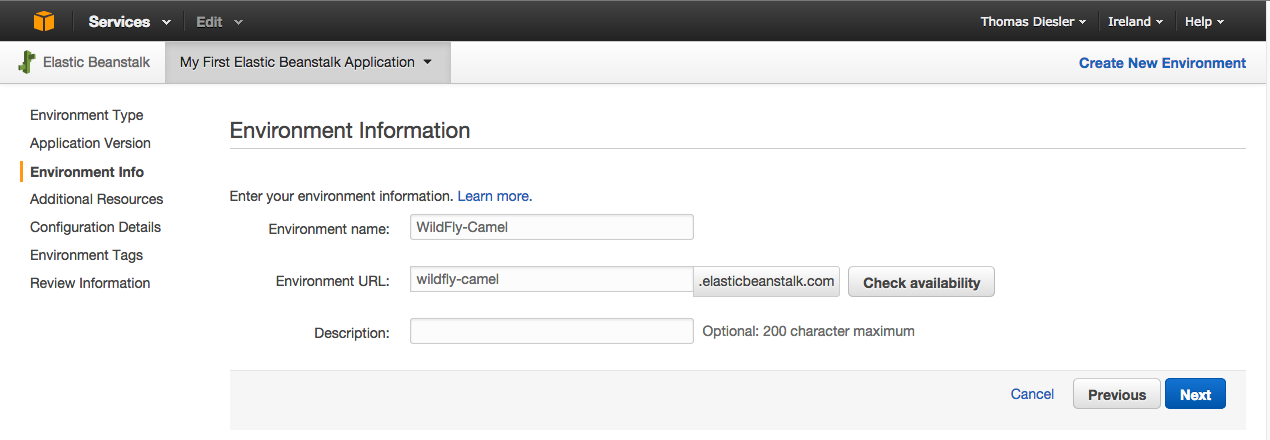 Services Edit Thomas Diesler Ireland Help
Elastic Beanstalk My First Elastic Beanstalk Application Create New Environment
Environment Type
Application Version
Environment Info
Additional Resources
Configuration Details
Environment Tags
Review Information
Environment Information
Enter your environment information. Learn more.
Environment name: WildFly-Camel
Environment URL: wildfly-camel .elasticbeanstalk.com Check availability
Description: Optional: 200 character maximum
Cancel Previous Next